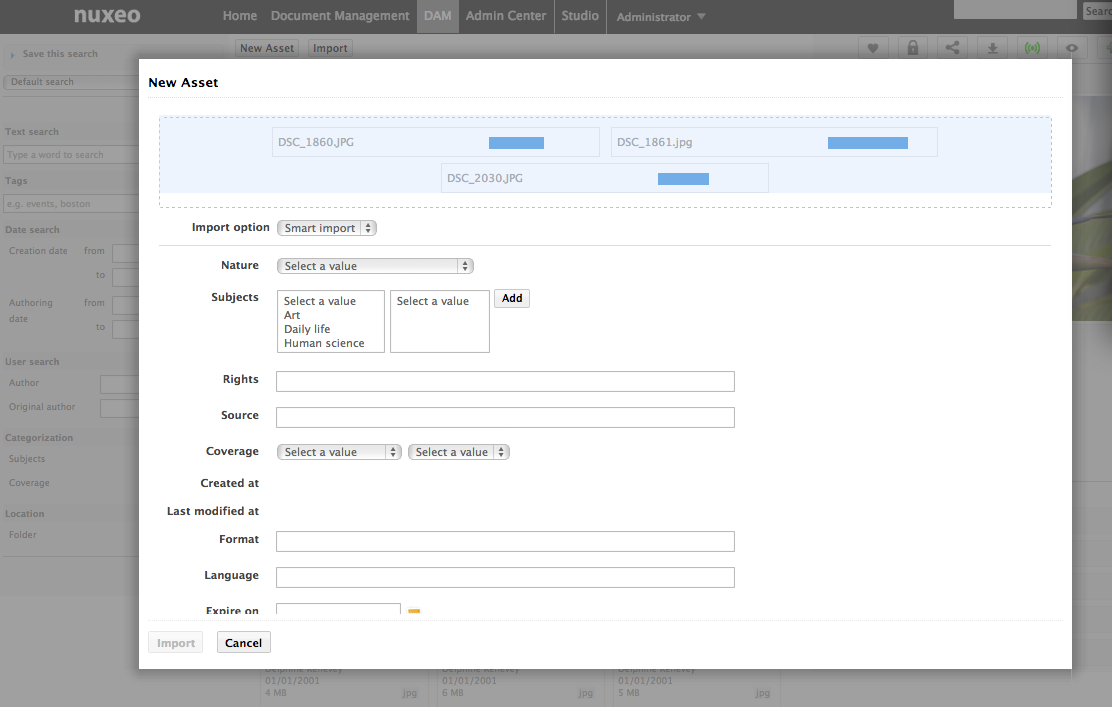 nuxeo
Home Document Management DAM Admin Center Studio Administrator
Searc
Save this search
New Asset Import
Default search
New Asset
Text search
Type a word to search
Tags
e.g. events, boston
Date search
Creation date from
to
Authoring date from
to
User search
Author
Original author
Categorization
Subjects
Coverage
Location
Folder
DSC_1860.JPG
DSC_1861.jpg
DSC_2030.JPG
Import option Smart import
Nature Select a value
Subjects
Select a value
Art
Daily life
Human science
Select a value
Add
Rights
Source
Coverage Select a value Select a value
Created at
Last modified at
Format
Language
Expire on
Import Cancel
01/01/2001 01/01/2001 01/01/2001
4 MB jpg 6 MB jpg 5 MB jpg